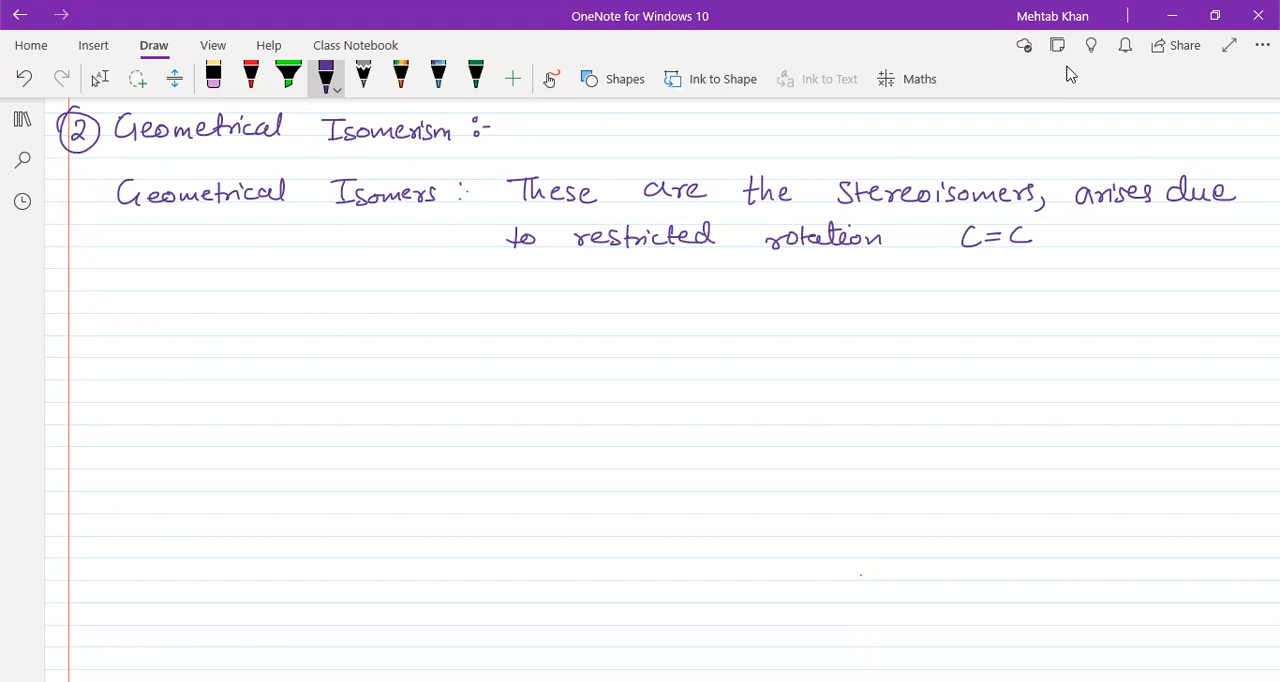 OneNote for Windows 10
Mehtab Khan
Home Insert Draw View Help Class Notebook
Share
Shapes Ink to Shape Ink to Text Maths
2 Geometrical Isomerism :-
Geometrical Isomers : These are the Stereoisomers, arises due
to restricted rotation C=C